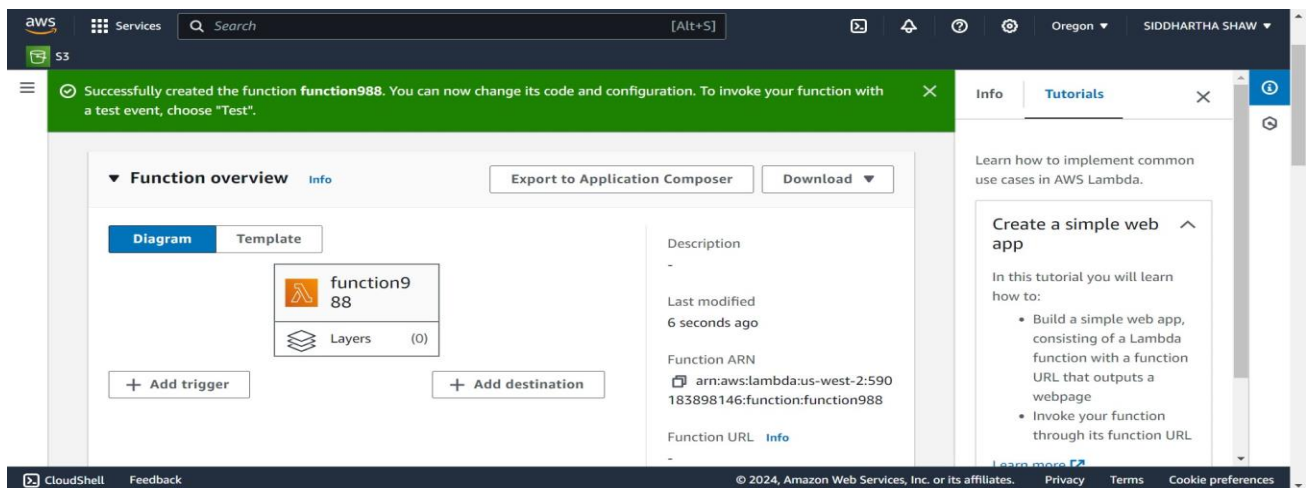 aws
Services
Search
[Alt+S]
Oregon
SIDDHARTHA SHAW
S3
Successfully created the function function988. You can now change its code and configuration. To invoke your function with
a test event, choose "Test".
Function overview Info
Export to Application Composer
Download
Diagram
Template
function9
88
Layers (0)
+ Add trigger
+ Add destination
Description
-
Last modified
6 seconds ago
Function ARN
arn:aws:lambda:us-west-2:590
183898146:function:function988
Function URL Info
-
Info
Tutorials
Learn how to implement common
use cases in AWS Lambda.
Create a simple web
app
In this tutorial you will learn
how to:
• Build a simple web app,
consisting of a Lambda
function with a function
URL that outputs a
webpage
• Invoke your function
through its function URL
Learn more
CloudShell
Feedback
© 2024, Amazon Web Services, Inc. or its affiliates.
Privacy
Terms
Cookie preferences